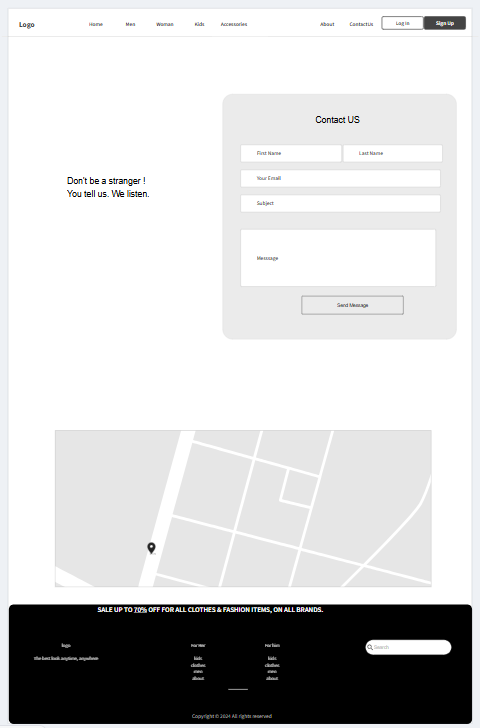 Logo
Home Men Woman Kids Accessories About ContactUs Log In Sign Up
Contact US
First Name Last Name
Your Email
Subject
Messsage
Send Message
Don't be a stranger !
You tell us. We listen.
SALE UP TO 70% OFF FOR ALL CLOTHES & FASHION ITEMS, ON ALL BRANDS.
logo
The best look anytime, anywhere
For Her
kids
clothes
men
about
For him
kids
clothes
men
about
Search
Copyright © 2024 All rights reserved